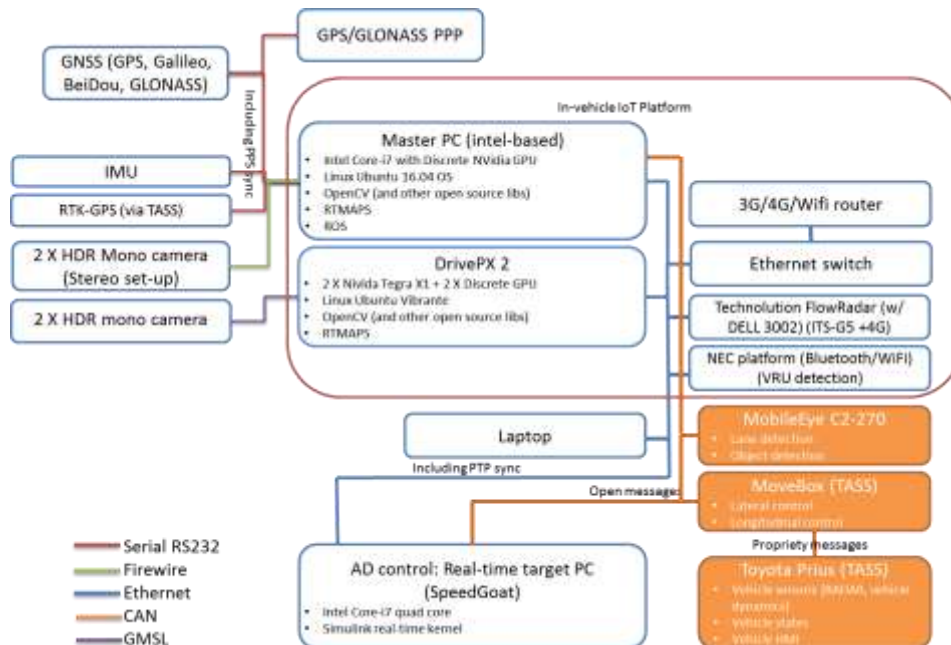 GPS/GLONASS PPP
GNSS (GPS, Galileo,
BeiDou, GLONASS)
Including PPS sync
In-vehicle IoT Platform
IMU
RTK-GPS (via TASS)
2 X HDR Mono camera
(Stereo set-up)
2 X HDR mono camera
Master PC (intel-based)
• Intel Core-i7 with Discrete NVidia GPU
• Linux Ubuntu 16.04 OS
• OpenCV (and other open source libs)
• RTMAPS
• ROS
DrivePX 2
• 2 X Nivida Tegra X1 + 2 X Discrete GPU
• Linux Ubuntu Vibrante
• OpenCV (and other open source libs)
• RTMAPS
3G/4G/Wifi router
Ethernet switch
Technolution FlowRadar (w/
DELL 3002) (ITS-G5 +4G)
NEC platform (Bluetooth/WIFI)
(VRU detection)
Laptop
Including PTP sync
MobileEye C2-270
• Lane detection
• Object detection
Open messages
MoveBox (TASS)
• Lateral control
• Longitudinal control
Propriety messages
Toyota Prius (TASS)
• Vehicle sensors (RADAR, vehicle
dynamics)
• Vehicle states
• Vehicle HMI
AD control: Real-time target PC
(SpeedGoat)
• Intel Core-i7 quad core
• Simulink real-time kernel
Serial RS232
Firewire
Ethernet
CAN
GMSL